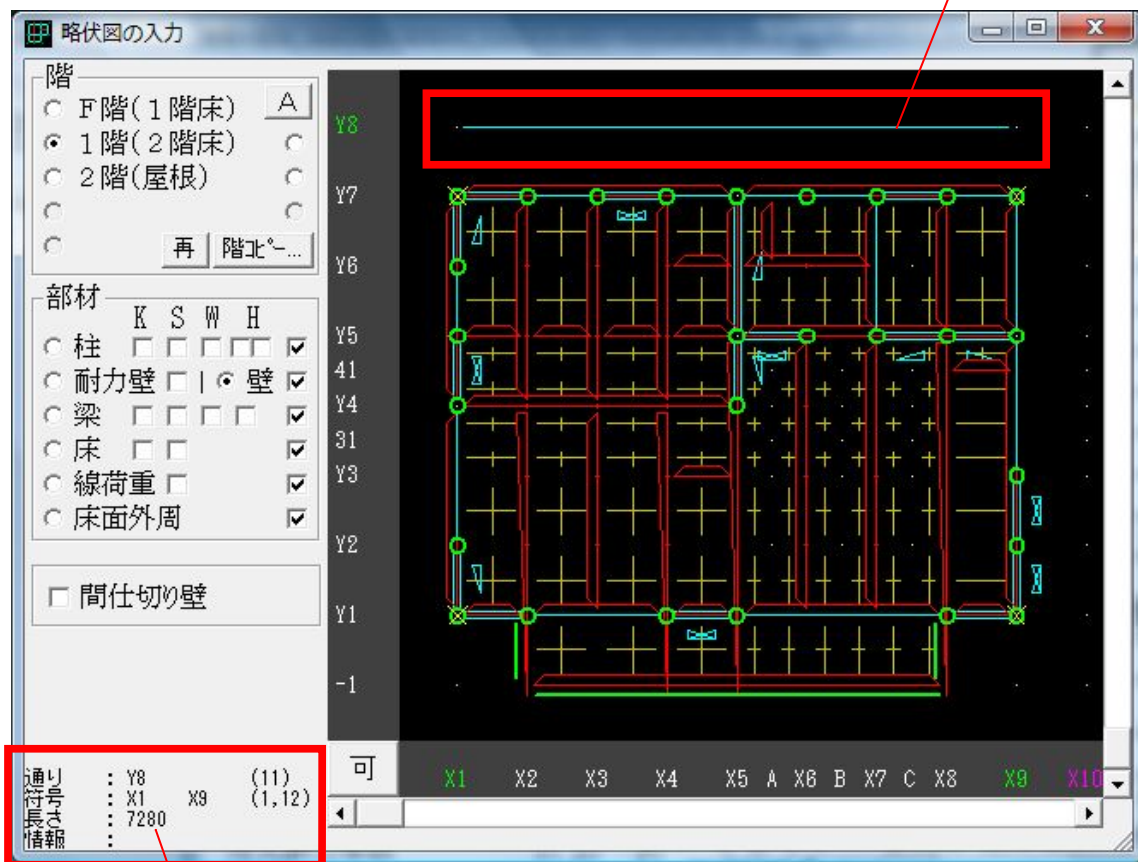 略伏図の入力
階
F階(1階床) A
1階(2階床)
2階(屋根)
再 階ｺﾋﾟｰ...
部材
K S W H
柱
耐力壁 | 壁
梁
床
線荷重
床面外周
間仕切り壁
Y8
Y7
Y6
Y5
41
Y4
31
Y3
Y2
Y1
-1
可 X1 X2 X3 X4 X5 A X6 B X7 C X8 X9 X10
通り : Y8 (11)
符号 : X1 X9 (1,12)
長さ : 7280
情報 :